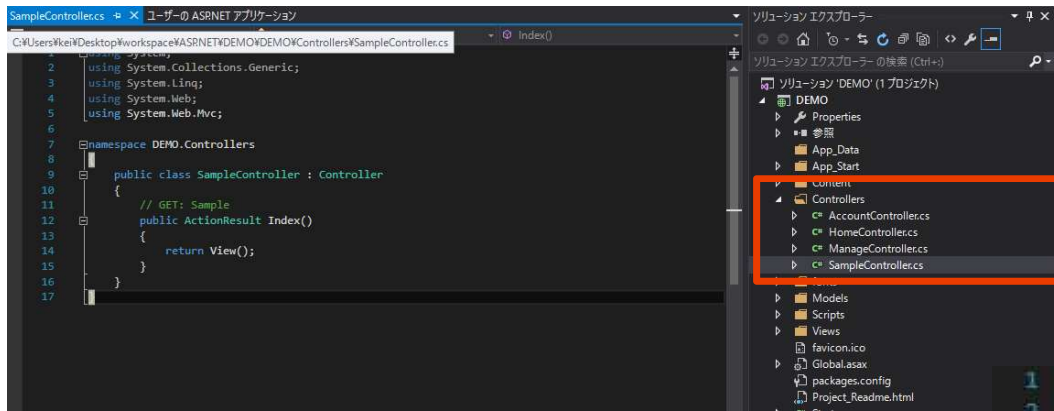 SampleController.cs ユーザーの ASP.NET アプリケーション
C:¥Users¥kei¥Desktop¥workspace¥ASP.NET¥DEMO¥DEMO¥Controllers¥SampleController.cs Index()
2 using System.Collections.Generic;
3 using System.Linq;
4 using System.Web;
5 using System.Web.Mvc;
6
7 namespace DEMO.Controllers
8 {
9 public class SampleController : Controller
10 {
11 // GET: Sample
12 public ActionResult Index()
13 {
14 return View();
15 }
16 }
17 }
ソリューション エクスプローラー
ソリューション エクスプローラー の検索 (Ctrl+:)
ソリューション 'DEMO' (1 プロジェクト)
DEMO
Properties
参照
App_Data
App_Start
Content
Controllers
C# AccountController.cs
C# HomeController.cs
C# ManageController.cs
C# SampleController.cs
Models
Scripts
Views
favicon.ico
Global.asax
packages.config
Project_Readme.html
1